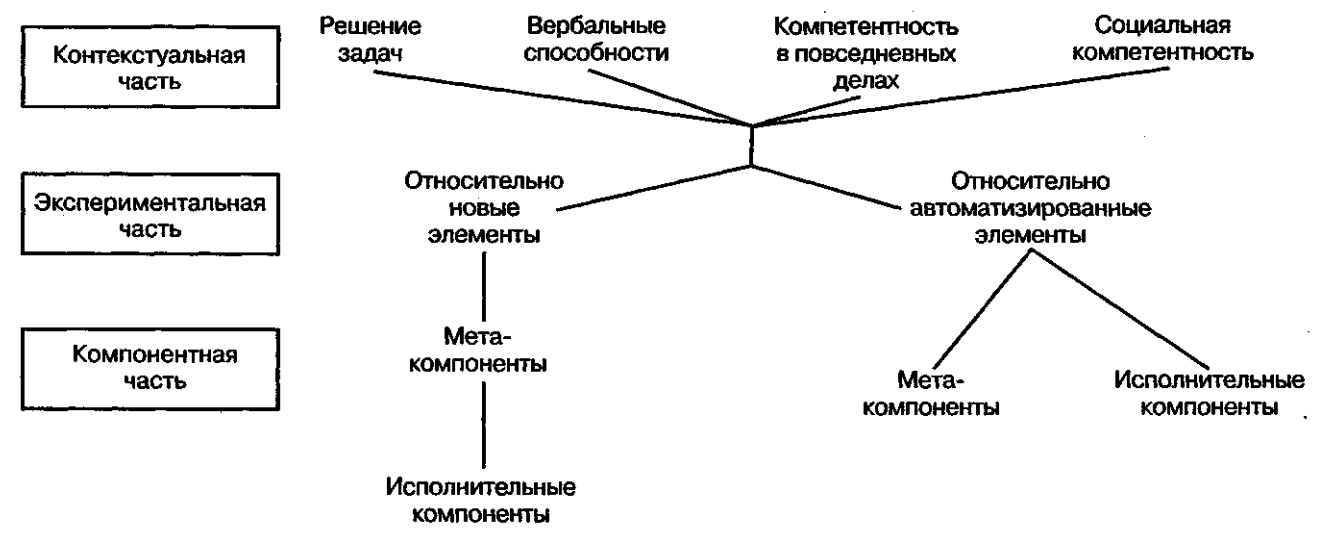 Контекстуальная
часть
Решение
задач
Вербальные
способности
Компетентность
в повседневных
делах
Социальная
компетентность
Экспериментальная
часть
Относительно
новые
элементы
Относительно
автоматизированные
элементы
Компонентная
часть
Мета-
компоненты
Мета-
компоненты
Исполнительные
компоненты
Исполнительные
компоненты